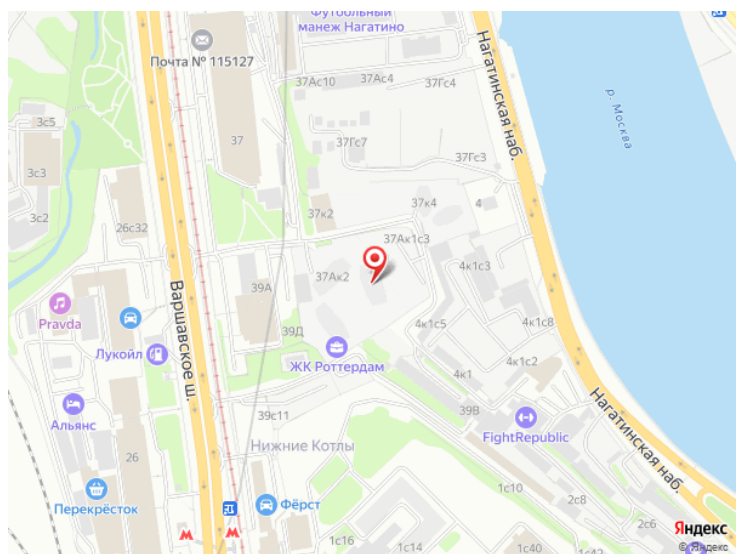 Футбольный
манеж Нагатино
Почта № 115127
37Ас10
37Ас4
37Гс4
Нагатинская наб.
р. Москва
3с5
3с3
3с2
37
37Гс7
37Гс3
26с32
37к2
37к4
4
37Ак1с3
Варшавское ш.
39А
37Ак2
4к1с3
Pravda
39Д
4к1с5
4к1с8
Лукойл
ЖК Роттердам
4к1с2
4к1
Альянс
39с11
39В
FightRepublic
Нагатинская наб.
Нижние Котлы
26
1с10
2с8
Перекрёсток
Фёрст
2с6
1с16
1с14
1с40
Яндекс
© Яндекс